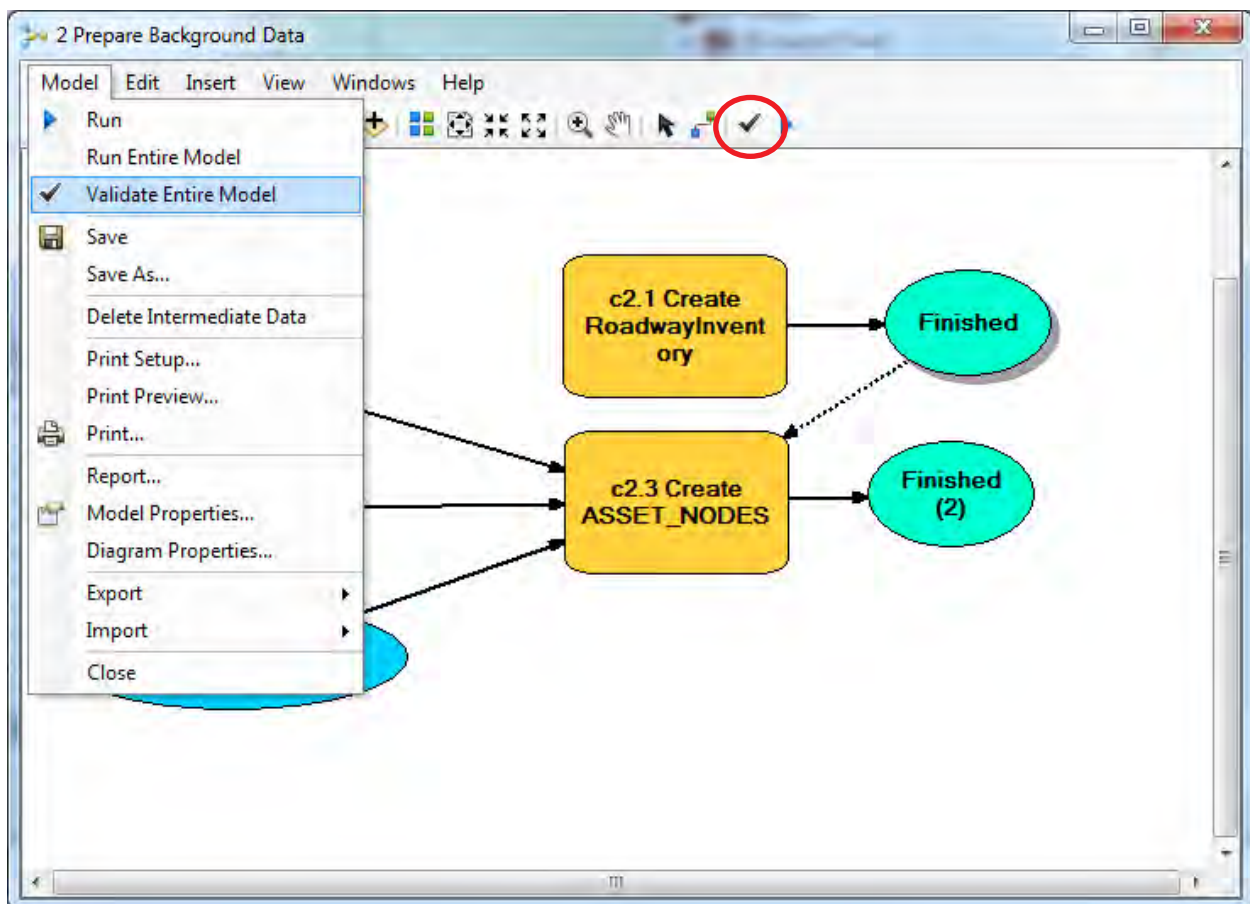 2 Prepare Background Data
Model Edit Insert View Windows Help
Run
Run Entire Model
Validate Entire Model
Save
Save As...
Delete Intermediate Data
Print Setup...
Print Preview...
Print...
Report...
Model Properties...
Diagram Properties...
Export
Import
Close
c2.1 Create
RoadwayInvent
ory
Finished
c2.3 Create
ASSET_NODES
Finished
(2)